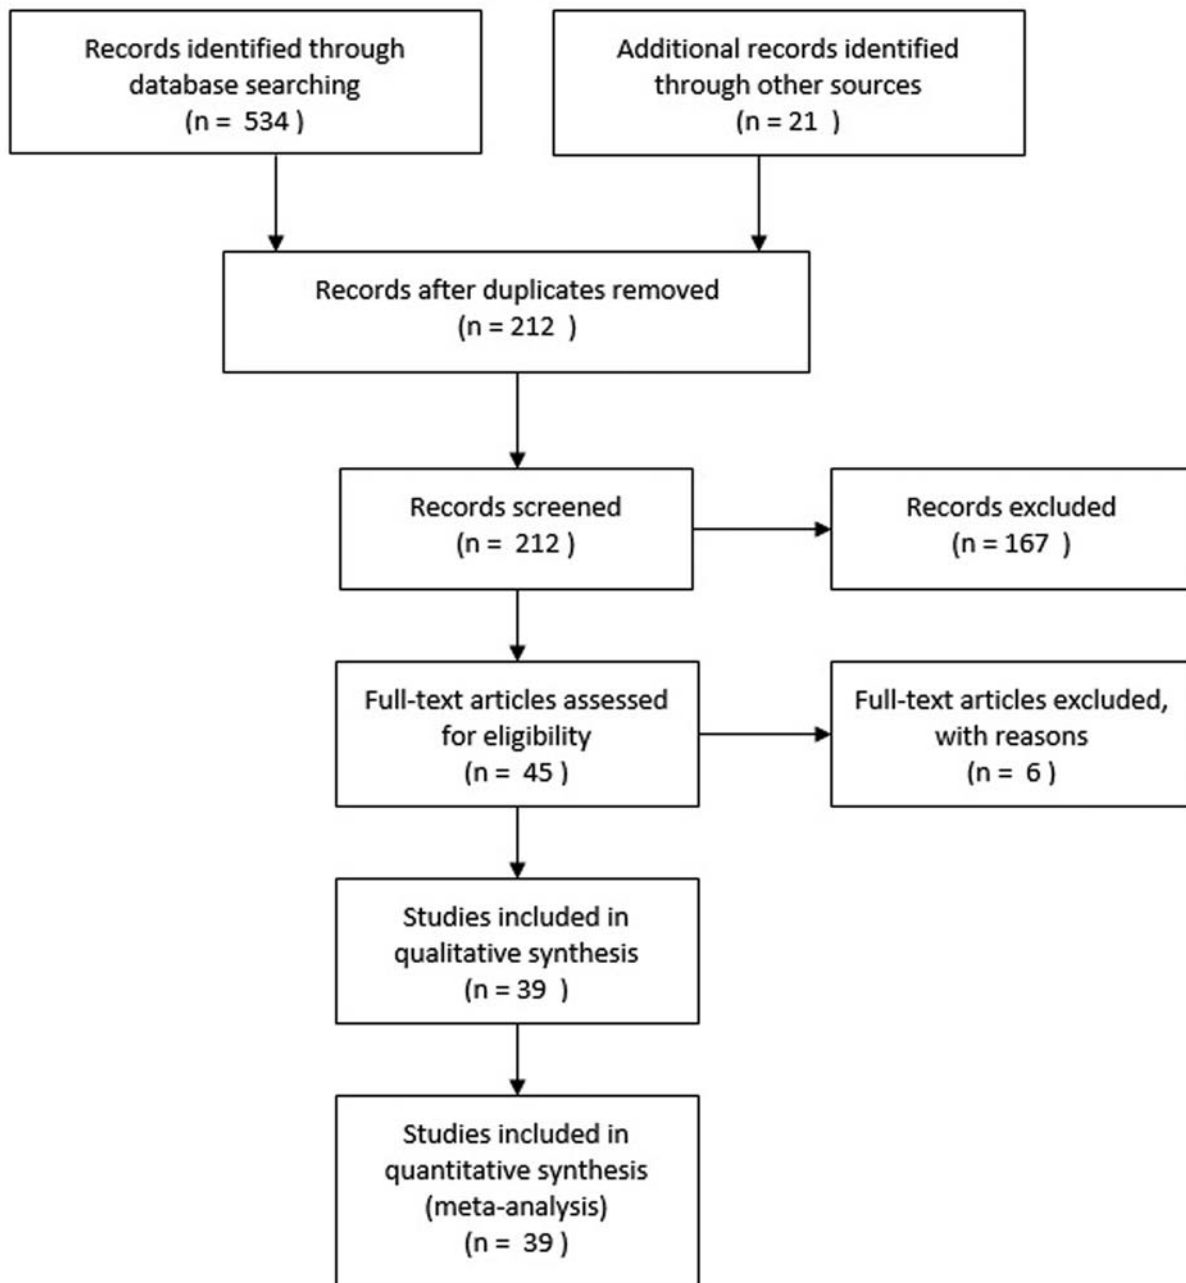 Records identified through
database searching
(n =  534 )
Additional records identified
through other sources
(n = 21  )
Records after duplicates removed
(n = 212  )
Records screened
(n =  212 )
Records excluded
(n = 167  )
Full-text articles assessed
for eligibility
(n =  45 )
Full-text articles excluded,
with reasons
(n =  6 )
Studies included in
qualitative synthesis
(n = 39  )
Studies included in
quantitative synthesis
(meta-analysis)
(n =  39 )